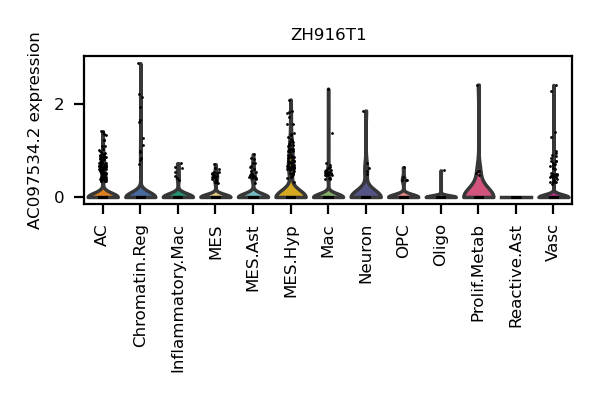 ZH916T1
AC097534.2 expression
2
0
AC
Chromatin.Reg
Inflammatory.Mac
MES
MES.Ast
MES.Hyp
Mac
Neuron
OPC
Oligo
Prolif.Metab
Reactive.Ast
Vasc